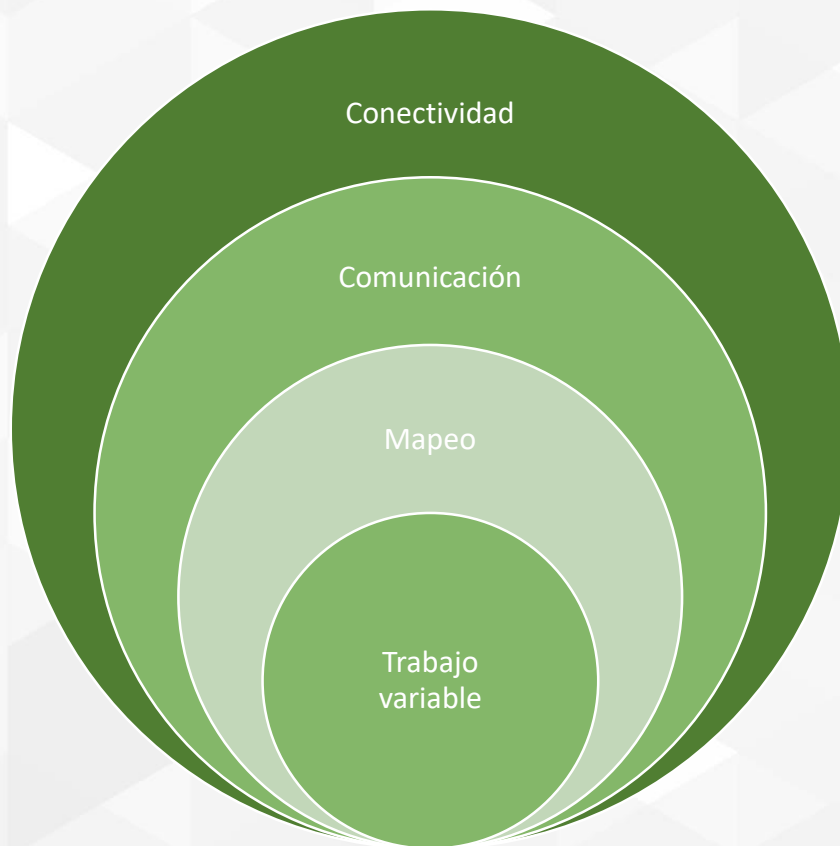 Conectividad
Comunicación
Mapeo
Trabajo
variable